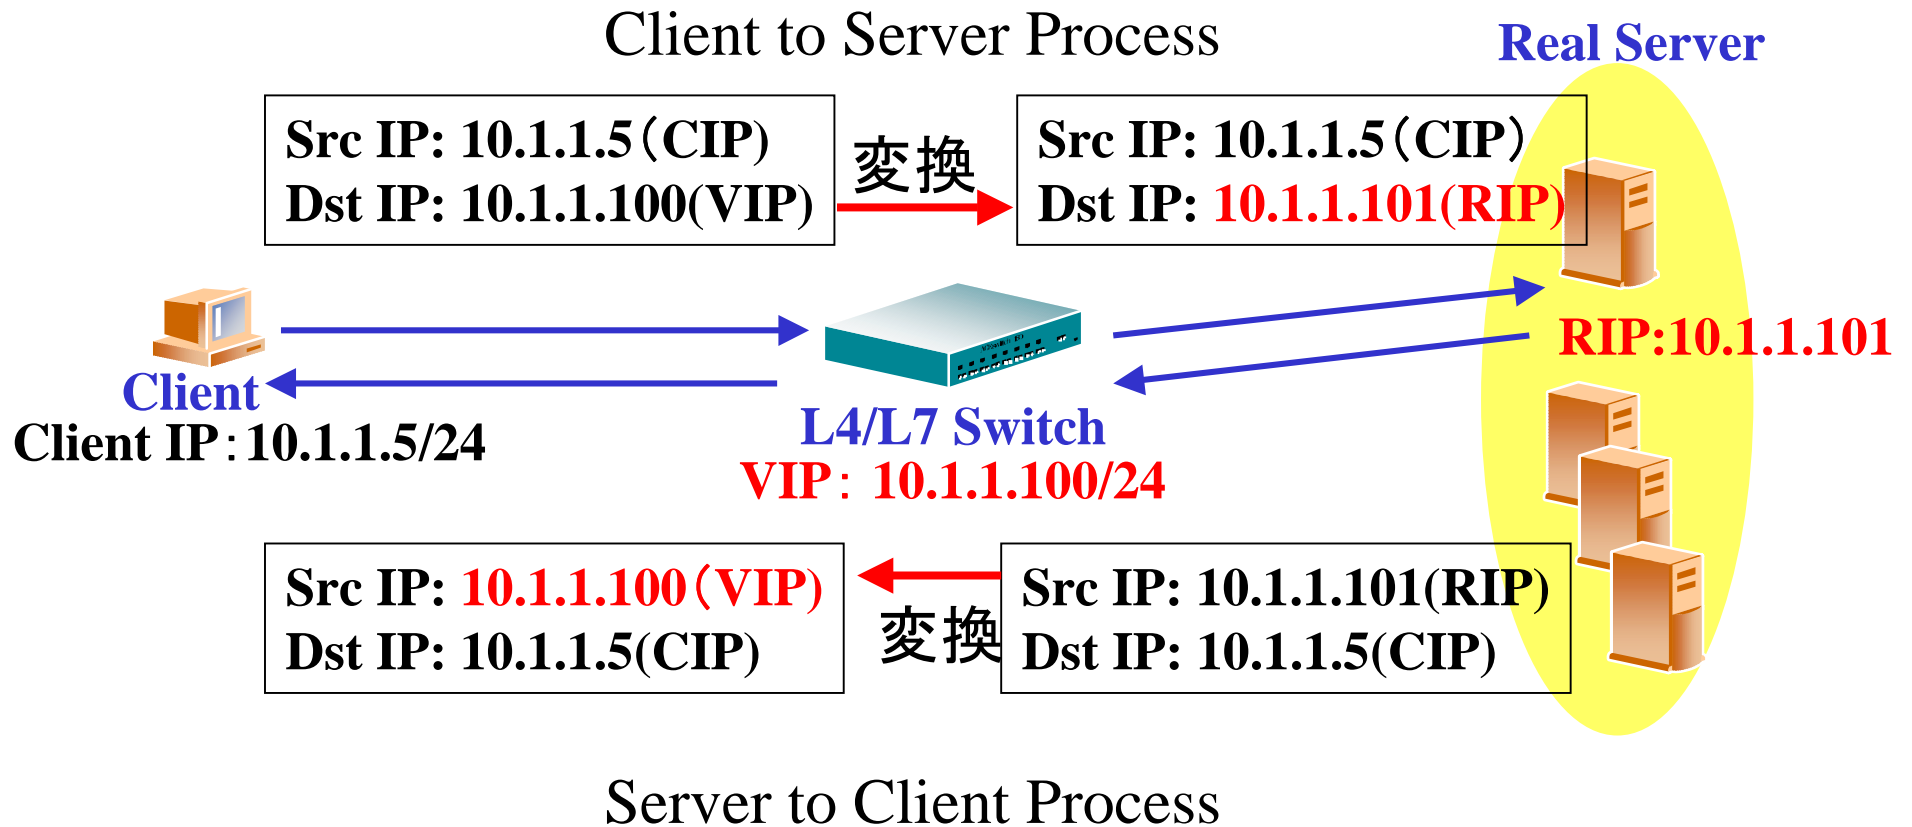 Client to Server Process
Real Server
Src IP: 10.1.1.5（CIP)
Dst IP: 10.1.1.100(VIP)
変換
Src IP: 10.1.1.5（CIP）
Dst IP: 10.1.1.101(RIP)
RIP:10.1.1.101
Client
Client IP：10.1.1.5/24
L4/L7 Switch
VIP： 10.1.1.100/24
Src IP: 10.1.1.100（VIP)
Dst IP: 10.1.1.5(CIP)
変換
Src IP: 10.1.1.101(RIP)
Dst IP: 10.1.1.5(CIP)
Server to Client Process